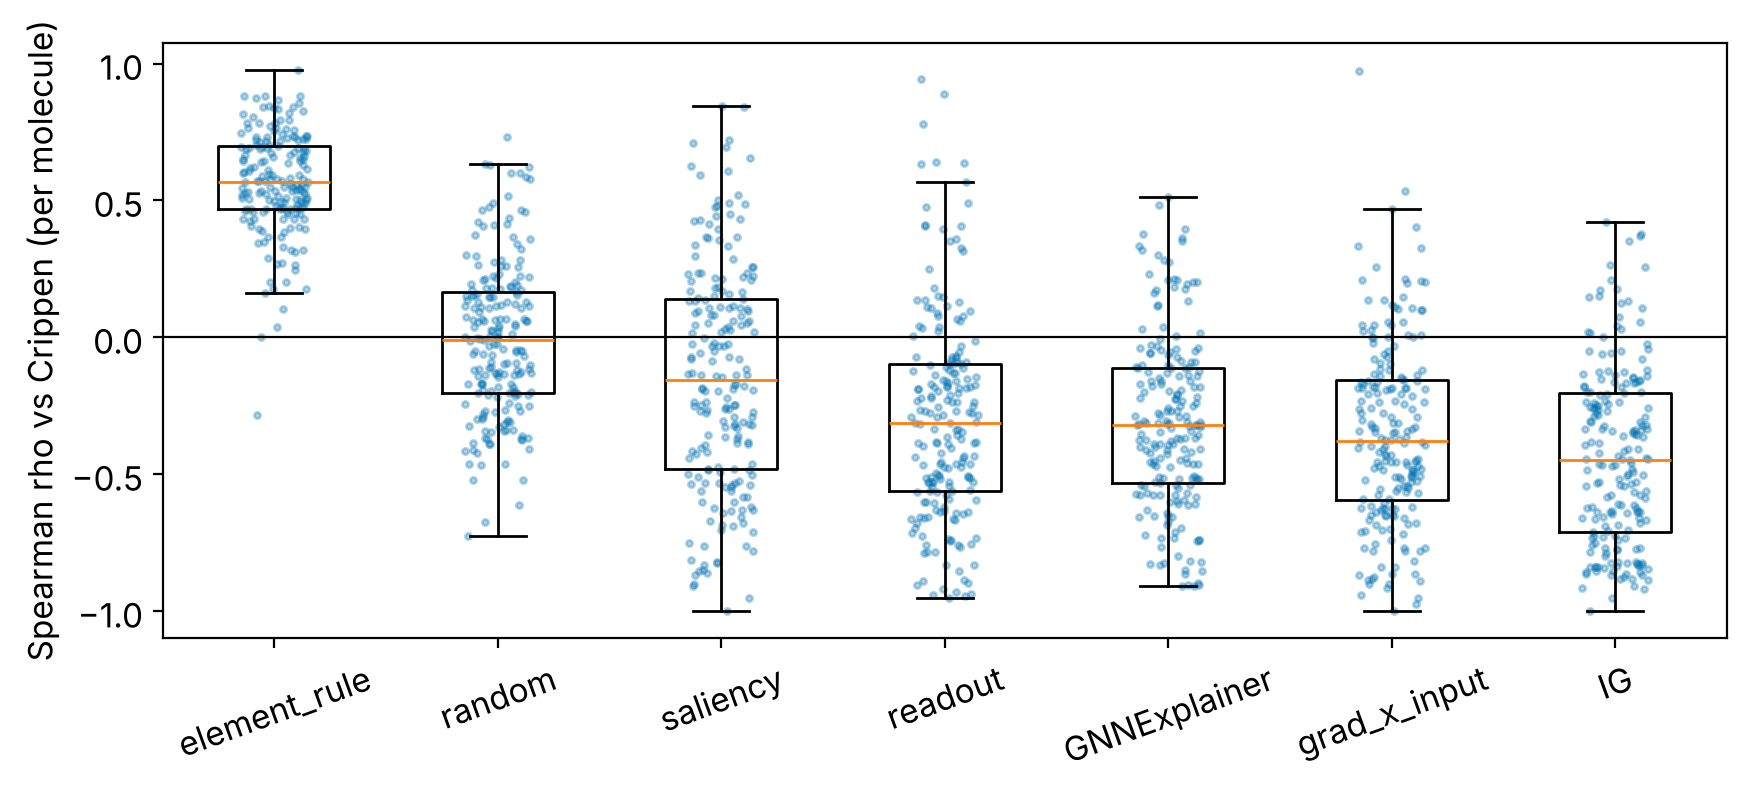 Spearman rho vs Crippen (per molecule)
1.0
0.5
0.0
−0.5
−1.0
element_rule
random
saliency
readout
GNNExplainer
grad_x_input
IG